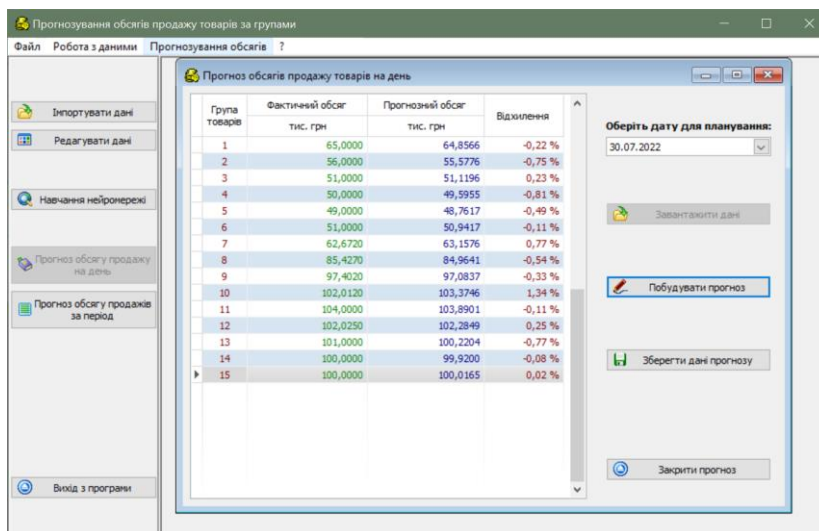 Прогнозування обсягів продажу товарів за групами
Файл Робота з даними Прогнозування обсягів ?
Імпортувати дані
Редагувати дані
Навчання нейронережі
Прогноз обсягу продажу
на день
Прогноз обсягу продажів
за період
Вихід з програми
Прогноз обсягів продажу товарів на день
Група
товарів
Фактичний обсяг
тис. грн
Прогнозний обсяг
тис. грн
Відхилення
1 65,0000 64,8566 -0,22 %
2 56,0000 55,5776 -0,75 %
3 51,0000 51,1196 0,23 %
4 50,0000 49,5955 -0,81 %
5 49,0000 48,7617 -0,49 %
6 51,0000 50,9417 -0,11 %
7 62,6720 63,1576 0,77 %
8 85,4270 84,9641 -0,54 %
9 97,4020 97,0837 -0,33 %
10 102,0120 103,3746 1,34 %
11 104,0000 103,8901 -0,11 %
12 102,0250 102,2849 0,25 %
13 101,0000 100,2204 -0,77 %
14 100,0000 99,9200 -0,08 %
15 100,0000 100,0165 0,02 %
Оберіть дату для планування:
30.07.2022
Завантажити дані
Побудувати прогноз
Зберегти дані прогнозу
Закрити прогноз